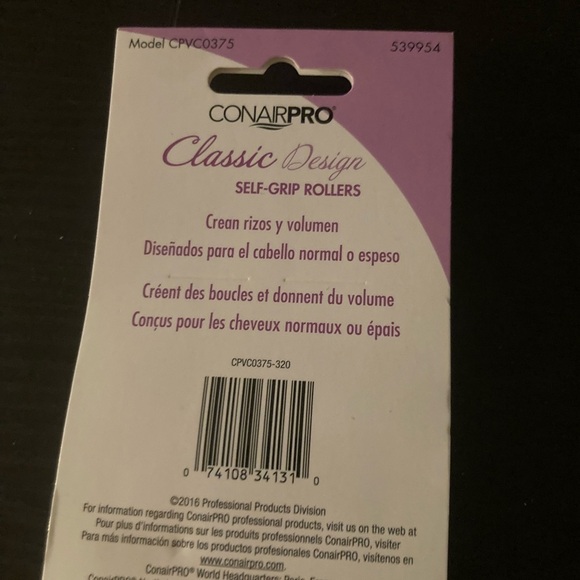 Model CPVC0375 539954
CONAIRPRO®
Classic Design
SELF-GRIP ROLLERS
Crean rizos y volumen
Diseñados para el cabello normal o espeso
Créent des boucles et donnent du volume
Conçus pour les cheveux normaux ou épais
CPVC0375-320
0 74108 34131 0
©2016 Professional Products Division
For information regarding ConairPRO professional products, visit us on the web at
Pour plus d'informations sur les produits professionnels ConairPRO, visiter
Para más información sobre los productos profesionales ConairPRO, visítenos en
www.conairpro.com.
ConairPRO® World Headquarters: